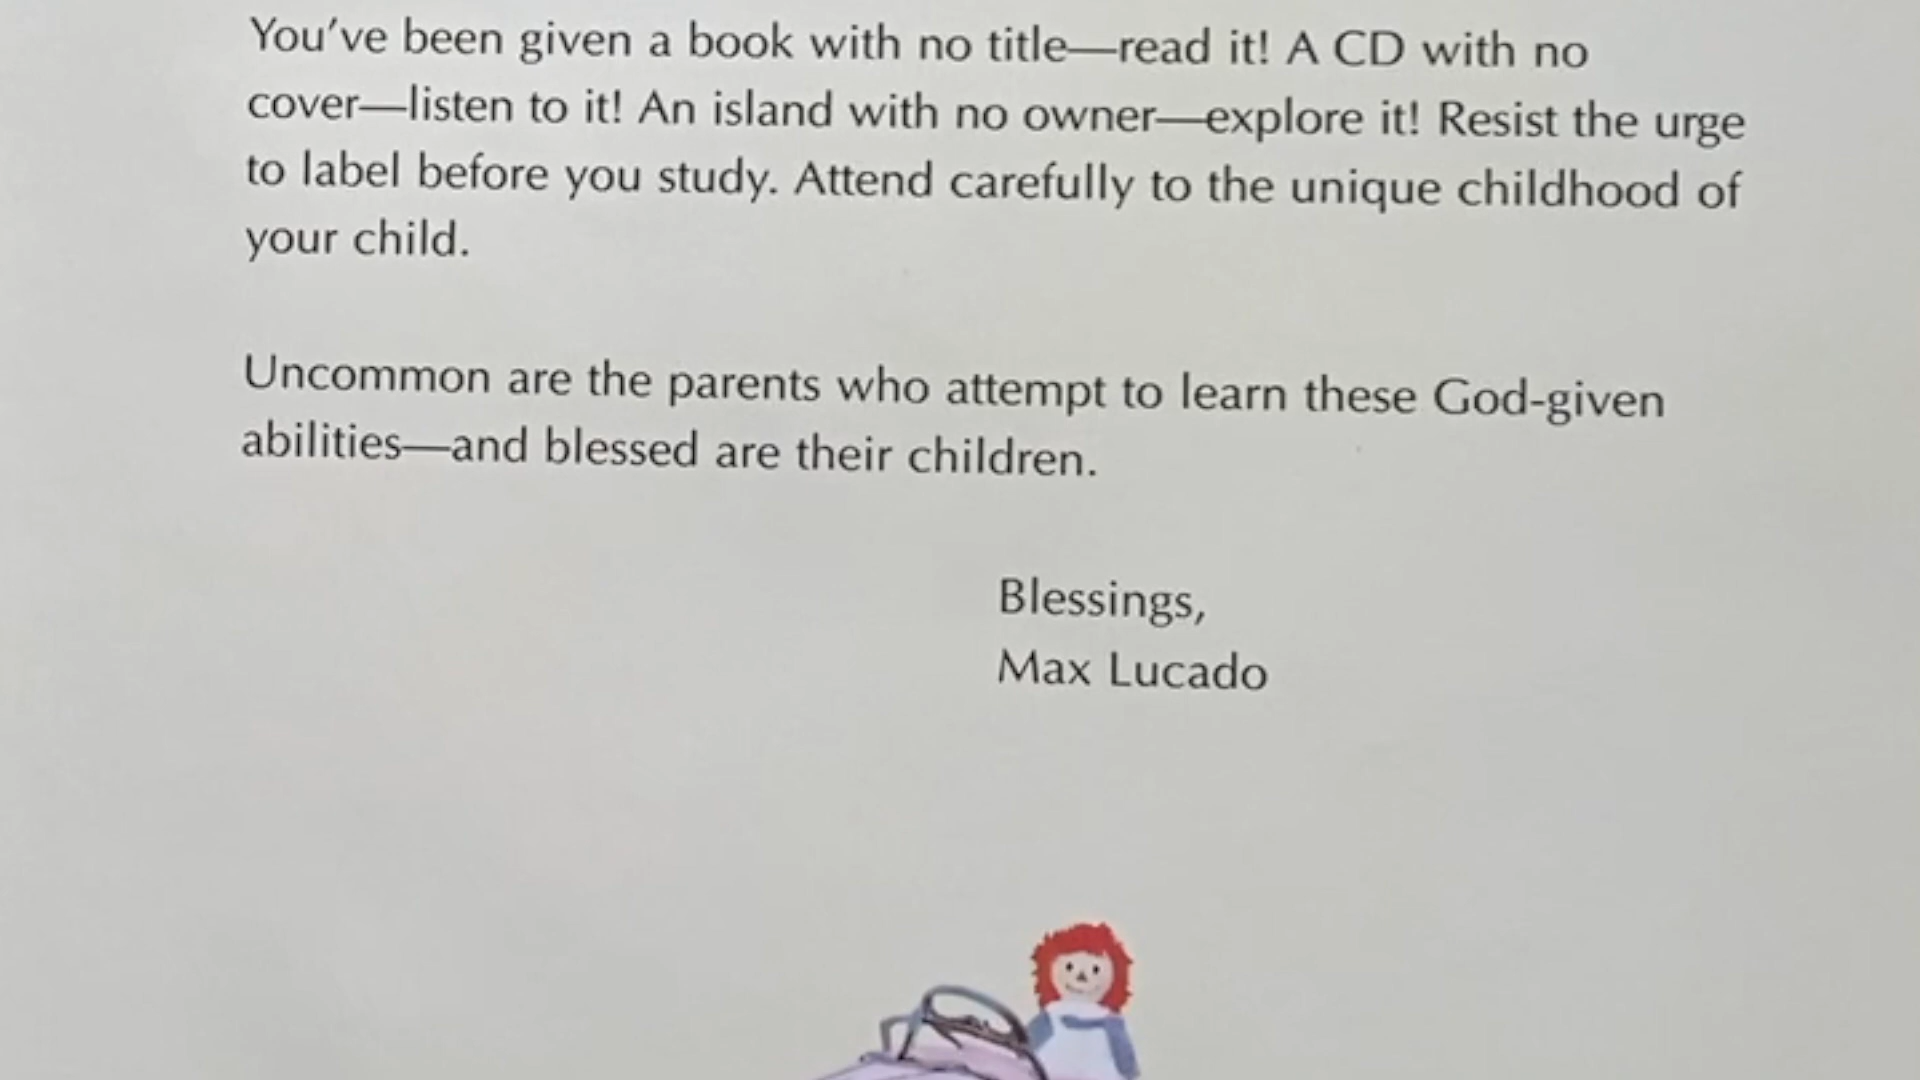 You've been given a book with no title—read it! A CD with no
cover—listen to it! An island with no owner—explore it! Resist the urge
to label before you study. Attend carefully to the unique childhood of
your child.
Uncommon are the parents who attempt to learn these God-given
abilities—and blessed are their children.
Blessings,
Max Lucado